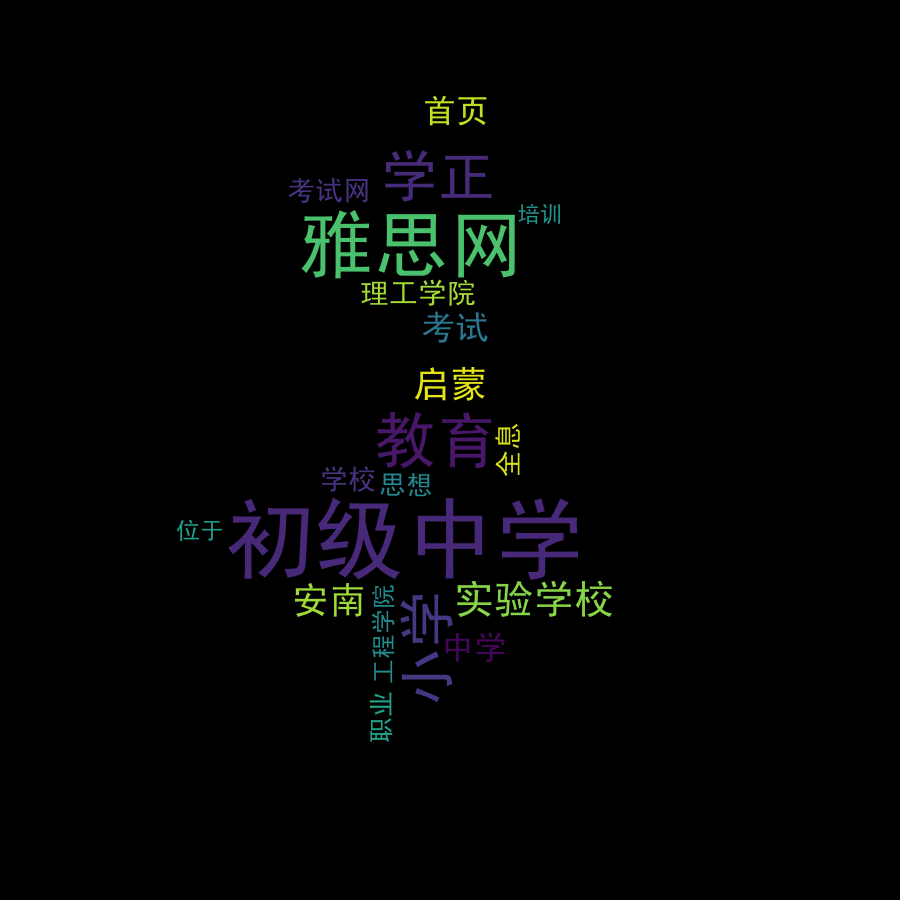 首页
学正
考试网
培训
雅思网
理工学院
考试
启蒙
教育
全息
学校
思想
初级中学
位于
安南
工程学院
小学
实验学校
中学
职业